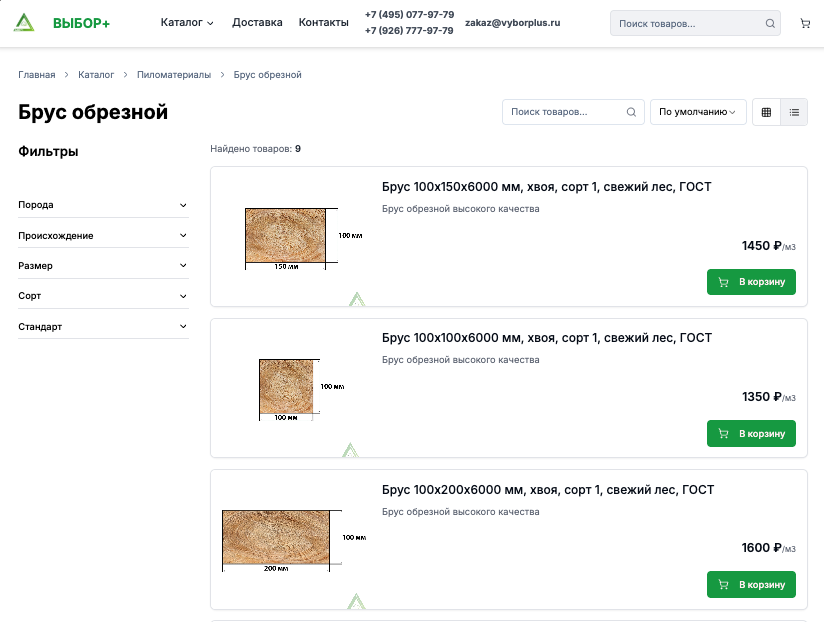 ВЫБОР+
Каталог
Доставка
Контакты
+7 (495) 077-97-79
+7 (926) 777-97-79
zakaz@vyborplus.ru
Поиск товаров...
Главная > Каталог > Пиломатериалы > Брус обрезной
Брус обрезной
Поиск товаров...
По умолчанию
Фильтры
Порода
Происхождение
Размер
Сорт
Стандарт
Найдено товаров: 9
Брус 100х150х6000 мм, хвоя, сорт 1, свежий лес, ГОСТ
Брус обрезной высокого качества
100 мм
150 мм
1450 ₽/м3
В корзину
Брус 100х100х6000 мм, хвоя, сорт 1, свежий лес, ГОСТ
Брус обрезной высокого качества
100 мм
100 мм
1350 ₽/м3
В корзину
Брус 100х200х6000 мм, хвоя, сорт 1, свежий лес, ГОСТ
Брус обрезной высокого качества
100 мм
200 мм
1600 ₽/м3
В корзину